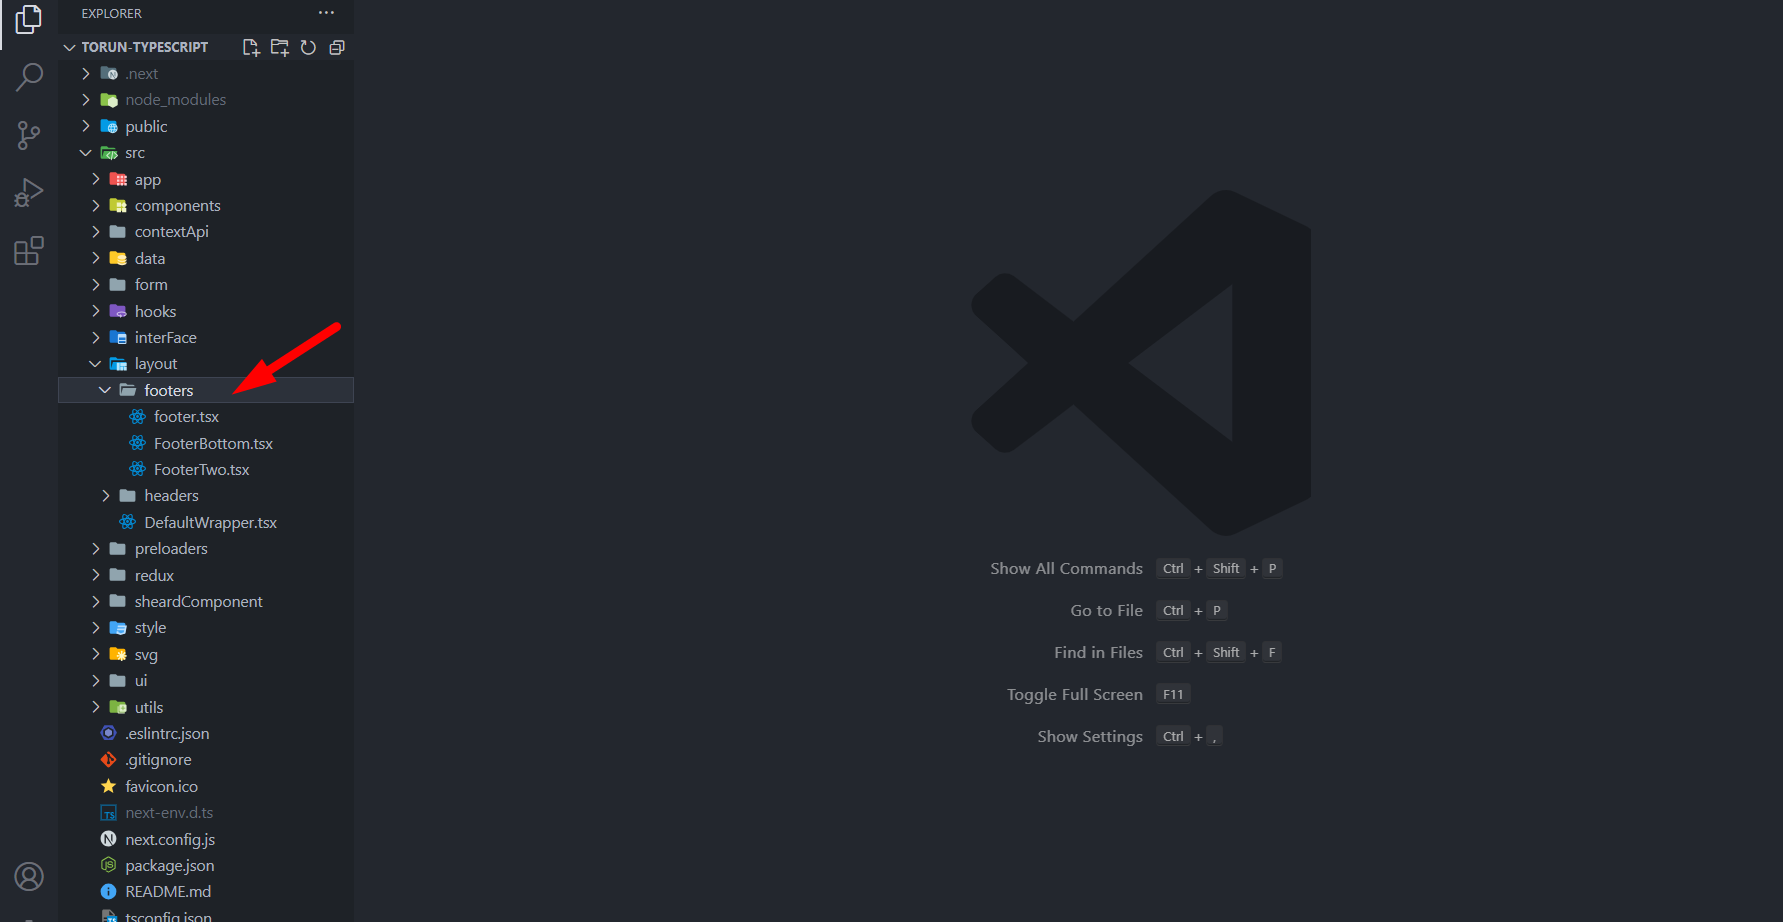 EXPLORER
TORUN-TYPESCRIPT
.next
node_modules
public
src
app
components
contextApi
data
form
hooks
interFace
layout
footers
footer.tsx
FooterBottom.tsx
FooterTwo.tsx
headers
DefaultWrapper.tsx
preloaders
redux
sheardComponent
style
svg
ui
utils
.eslintrc.json
.gitignore
favicon.ico
next-env.d.ts
next.config.js
package.json
README.md
tsconfig.json
Show All Commands Ctrl + Shift + P
Go to File Ctrl + P
Find in Files Ctrl + Shift + F
Toggle Full Screen F11
Show Settings Ctrl + ,